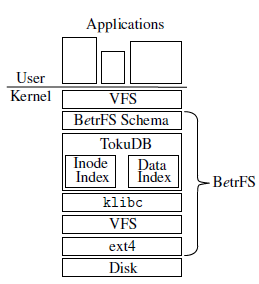 Applications
User
Kernel
VFS
BetrFS Schema
TokuDB
Inode
Index
Data
Index
BetrFS
klibc
VFS
ext4
Disk